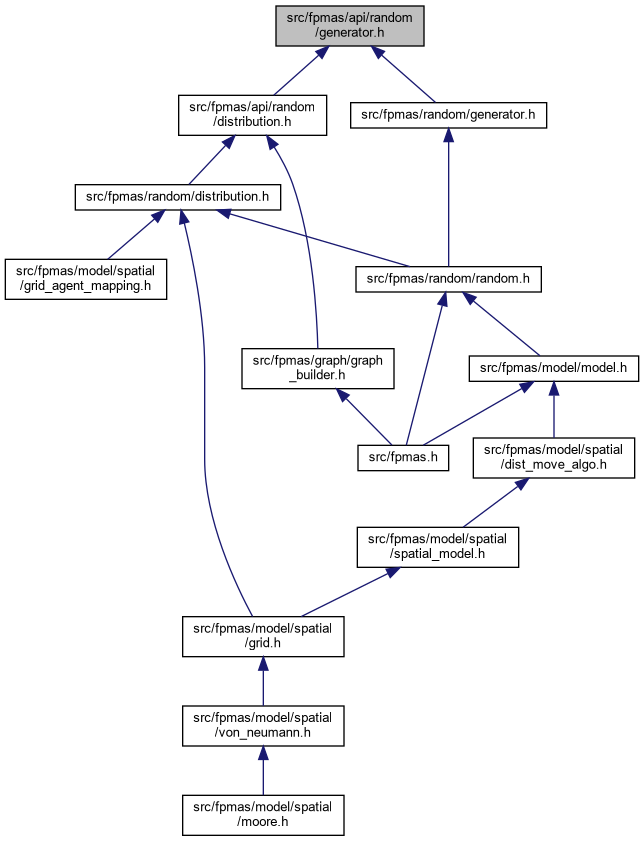 src/fpmas/api/random
/generator.h
src/fpmas/api/random
/distribution.h
src/fpmas/random/generator.h
src/fpmas/random/distribution.h
src/fpmas/model/spatial
/grid_agent_mapping.h
src/fpmas/random/random.h
src/fpmas/graph/graph
_builder.h
src/fpmas/model/model.h
src/fpmas.h
src/fpmas/model/spatial
/dist_move_algo.h
src/fpmas/model/spatial
/spatial_model.h
src/fpmas/model/spatial
/grid.h
src/fpmas/model/spatial
/von_neumann.h
src/fpmas/model/spatial
/moore.h